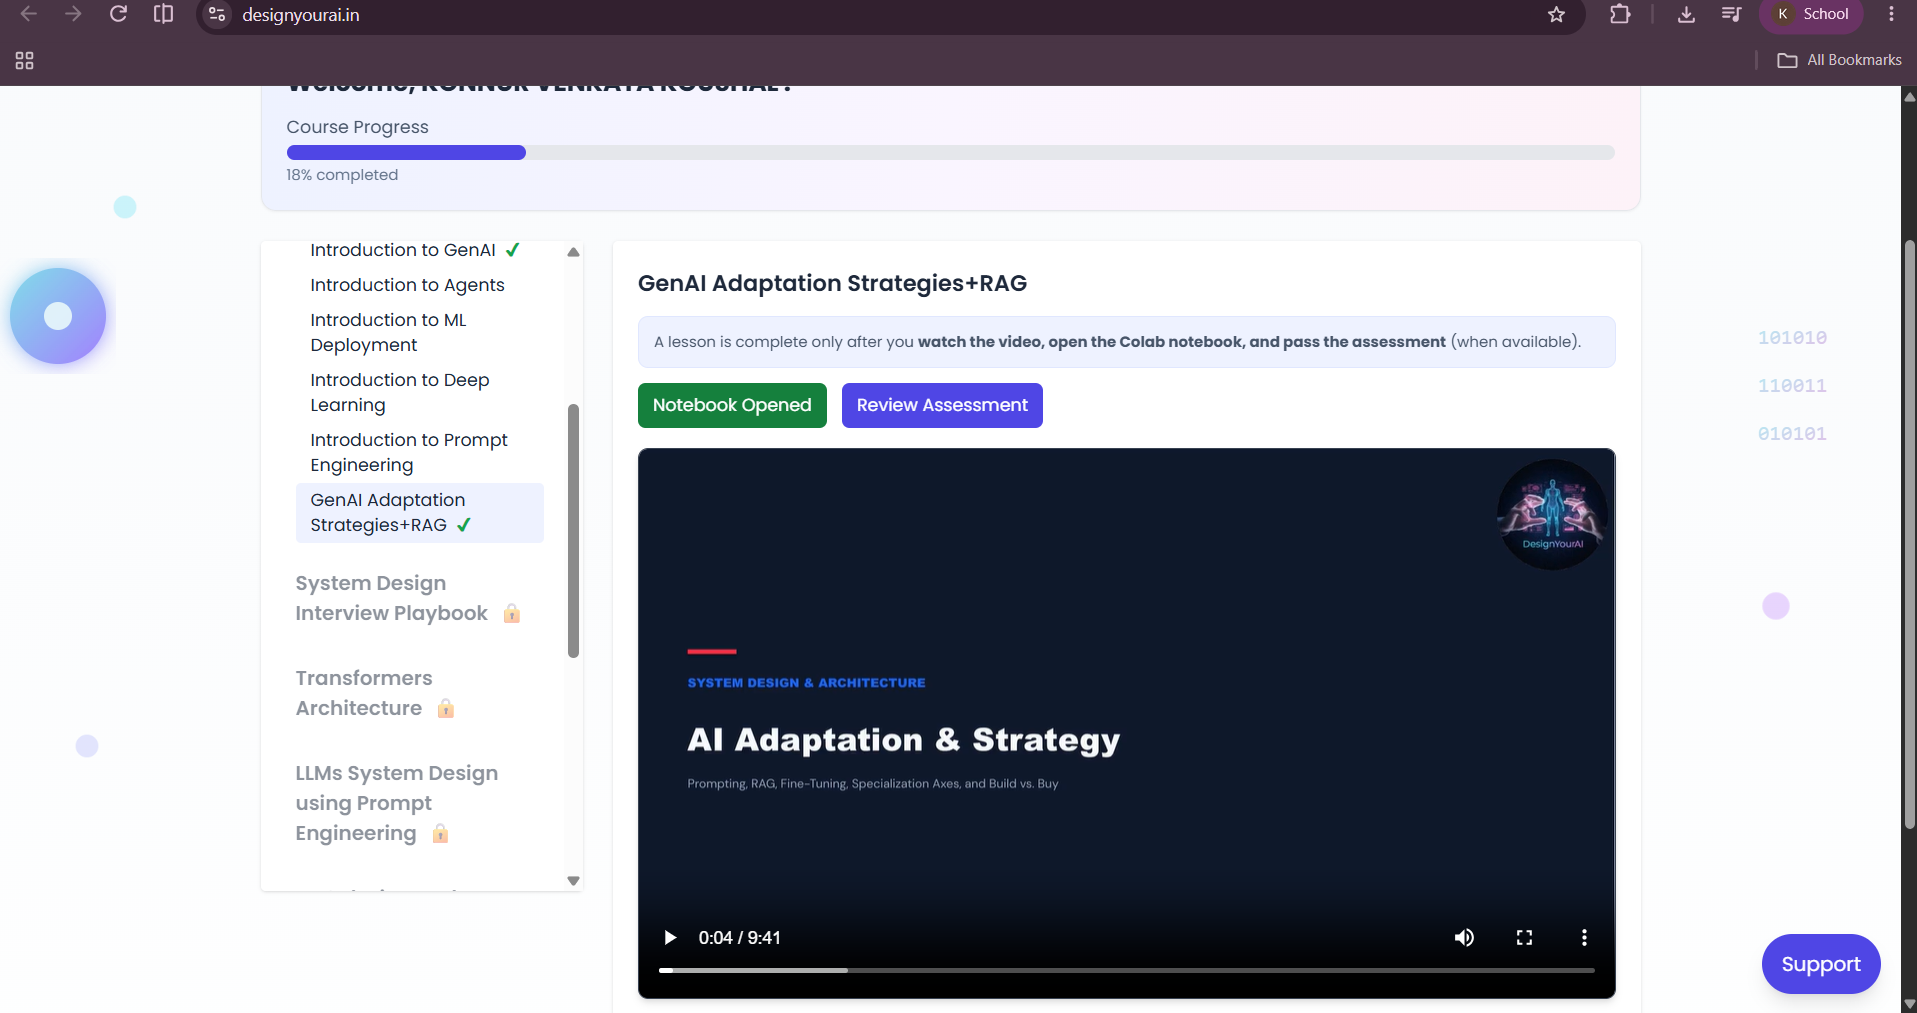 designyourai.in
K School
All Bookmarks
Course Progress
18% completed
Introduction to GenAI ✓
Introduction to Agents
Introduction to ML
Deployment
Introduction to Deep
Learning
Introduction to Prompt
Engineering
GenAI Adaptation
Strategies+RAG ✓
System Design
Interview Playbook
Transformers
Architecture
LLMs System Design
using Prompt
Engineering
GenAI Adaptation Strategies+RAG
A lesson is complete only after you watch the video, open the Colab notebook, and pass the assessment (when available).
Notebook Opened
Review Assessment
DesignYourAI
SYSTEM DESIGN & ARCHITECTURE
AI Adaptation & Strategy
Prompting, RAG, Fine-Tuning, Specialization Axes, and Build vs. Buy
0:04 / 9:41
101010
110011
010101
Support